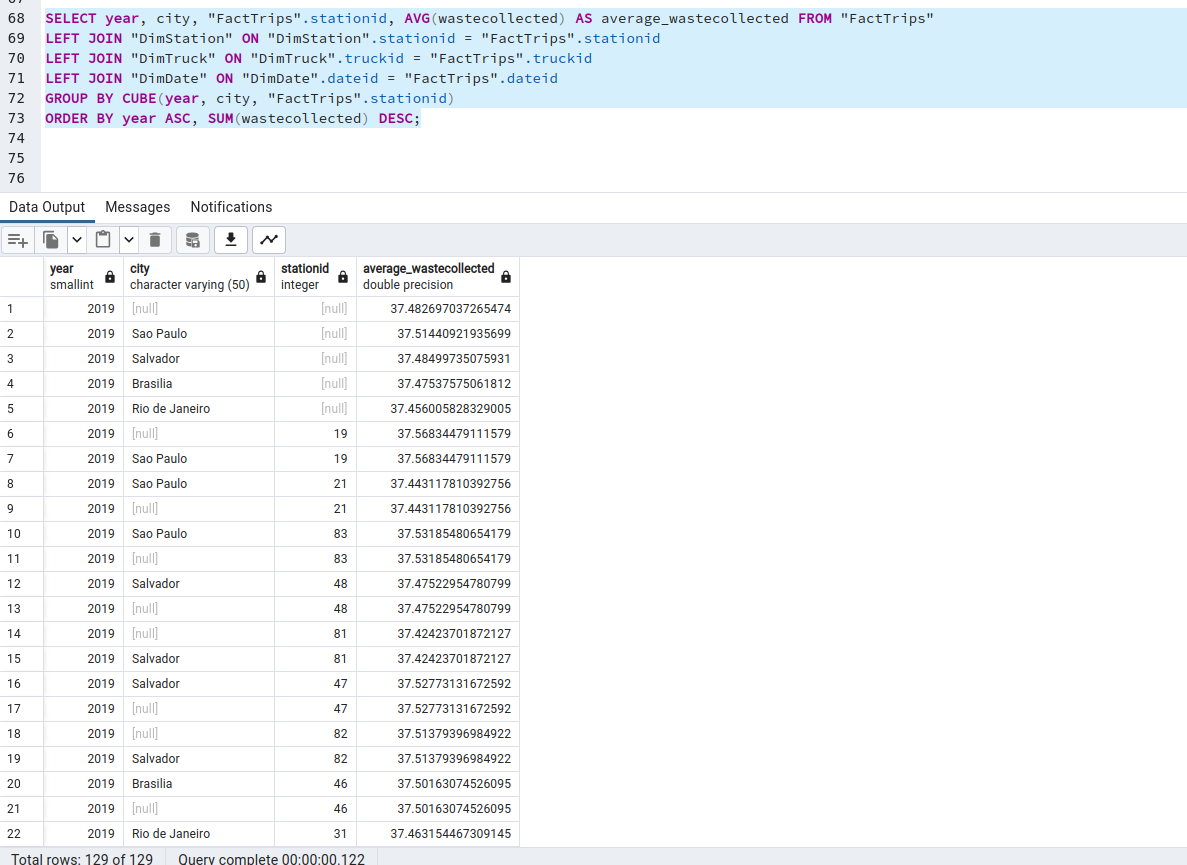 68 SELECT year, city, "FactTrips".stationid, AVG(wastecollected) AS average_wastecollected FROM "FactTrips"
69 LEFT JOIN "DimStation" ON "DimStation".stationid = "FactTrips".stationid
70 LEFT JOIN "DimTruck" ON "DimTruck".truckid = "FactTrips".truckid
71 LEFT JOIN "DimDate" ON "DimDate".dateid = "FactTrips".dateid
72 GROUP BY CUBE(year, city, "FactTrips".stationid)
73 ORDER BY year ASC, SUM(wastecollected) DESC;
74
75
76
Data Output Messages Notifications
year city stationid average_wastecollected
smallint character varying (50) integer double precision
1 2019 [null] [null] 37.482697037265474
2 2019 Sao Paulo [null] 37.51440921935699
3 2019 Salvador [null] 37.48499735075931
4 2019 Brasilia [null] 37.47537575061812
5 2019 Rio de Janeiro [null] 37.456005828329005
6 2019 [null] 19 37.56834479111579
7 2019 Sao Paulo 19 37.56834479111579
8 2019 Sao Paulo 21 37.443117810392756
9 2019 [null] 21 37.443117810392756
10 2019 Sao Paulo 83 37.53185480654179
11 2019 [null] 83 37.53185480654179
12 2019 Salvador 48 37.47522954780799
13 2019 [null] 48 37.47522954780799
14 2019 [null] 81 37.42423701872127
15 2019 Salvador 81 37.42423701872127
16 2019 Salvador 47 37.52773131672592
17 2019 [null] 47 37.52773131672592
18 2019 [null] 82 37.51379396984922
19 2019 Salvador 82 37.51379396984922
20 2019 Brasilia 46 37.50163074526095
21 2019 [null] 46 37.50163074526095
22 2019 Rio de Janeiro 31 37.463154467309145
Total rows: 129 of 129 Query complete 00:00:00.122